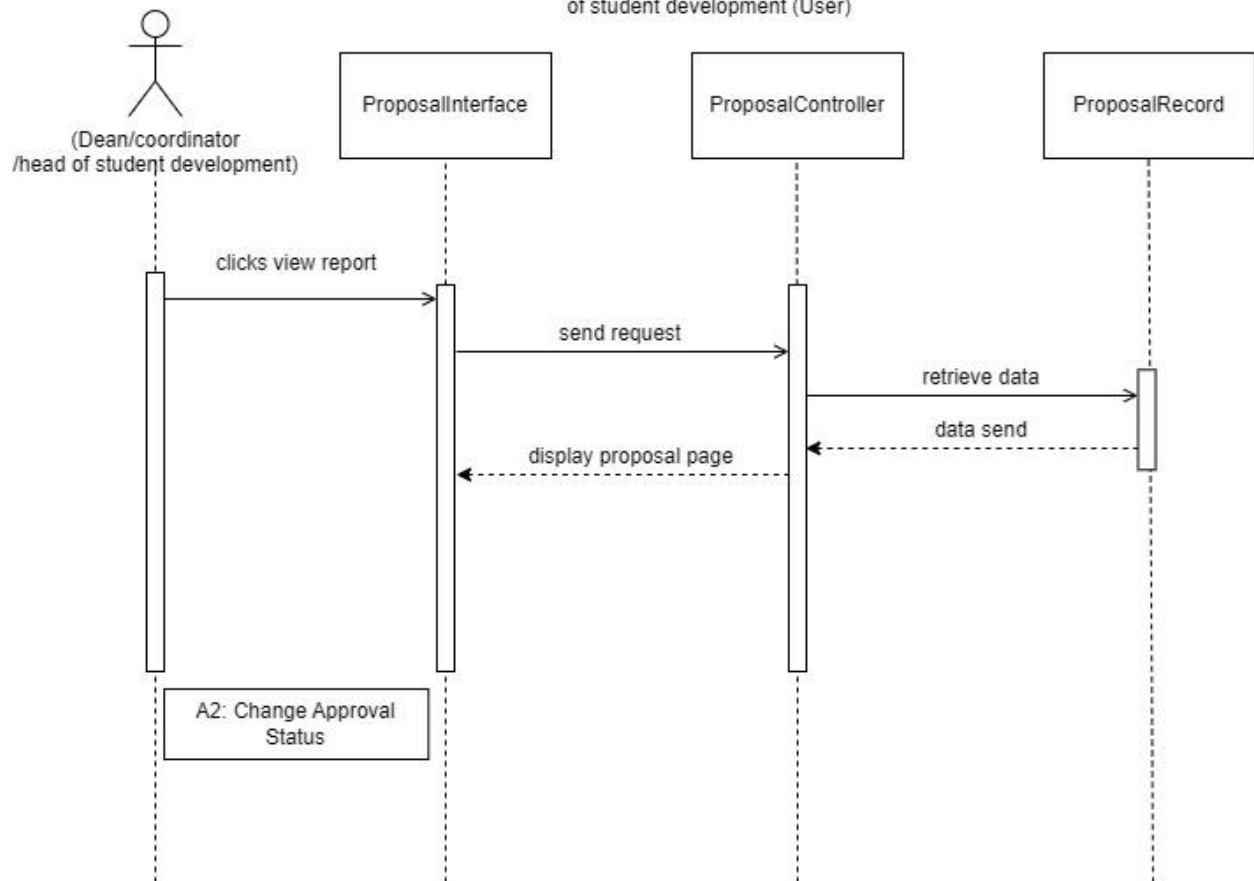 of student development (User)
ProposalInterface
ProposalController
ProposalRecord
(Dean/coordinator
/head of student development)
clicks view report
send request
retrieve data
data send
display proposal page
A2: Change Approval
Status